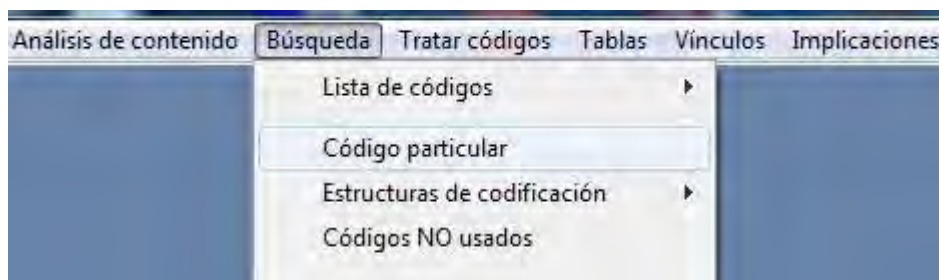 Análisis de contenido Búsqueda Tratar códigos Tablas Vínculos Implicaciones
Lista de códigos
Código particular
Estructuras de codificación
Códigos NO usados